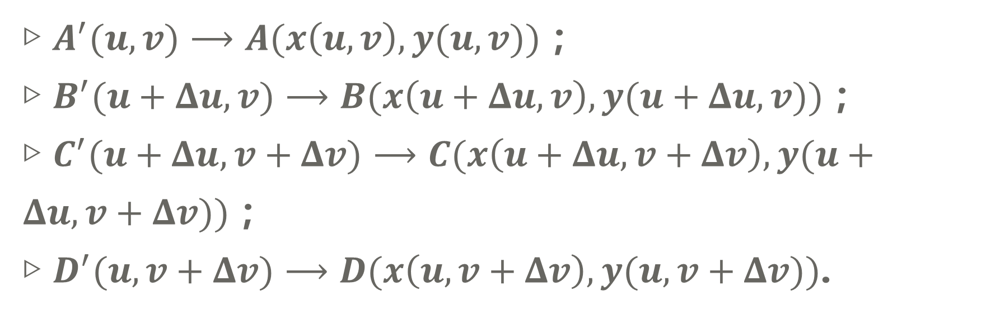 ▷ A′(u, v) ⟶ A(x(u, v), y(u, v)) ;
▷ B′(u + Δu, v) ⟶ B(x(u + Δu, v), y(u + Δu, v)) ;
▷ C′(u + Δu, v + Δv) ⟶ C(x(u + Δu, v + Δv), y(u +
Δu, v + Δv)) ;
▷ D′(u, v + Δv) ⟶ D(x(u, v + Δv), y(u, v + Δv)).